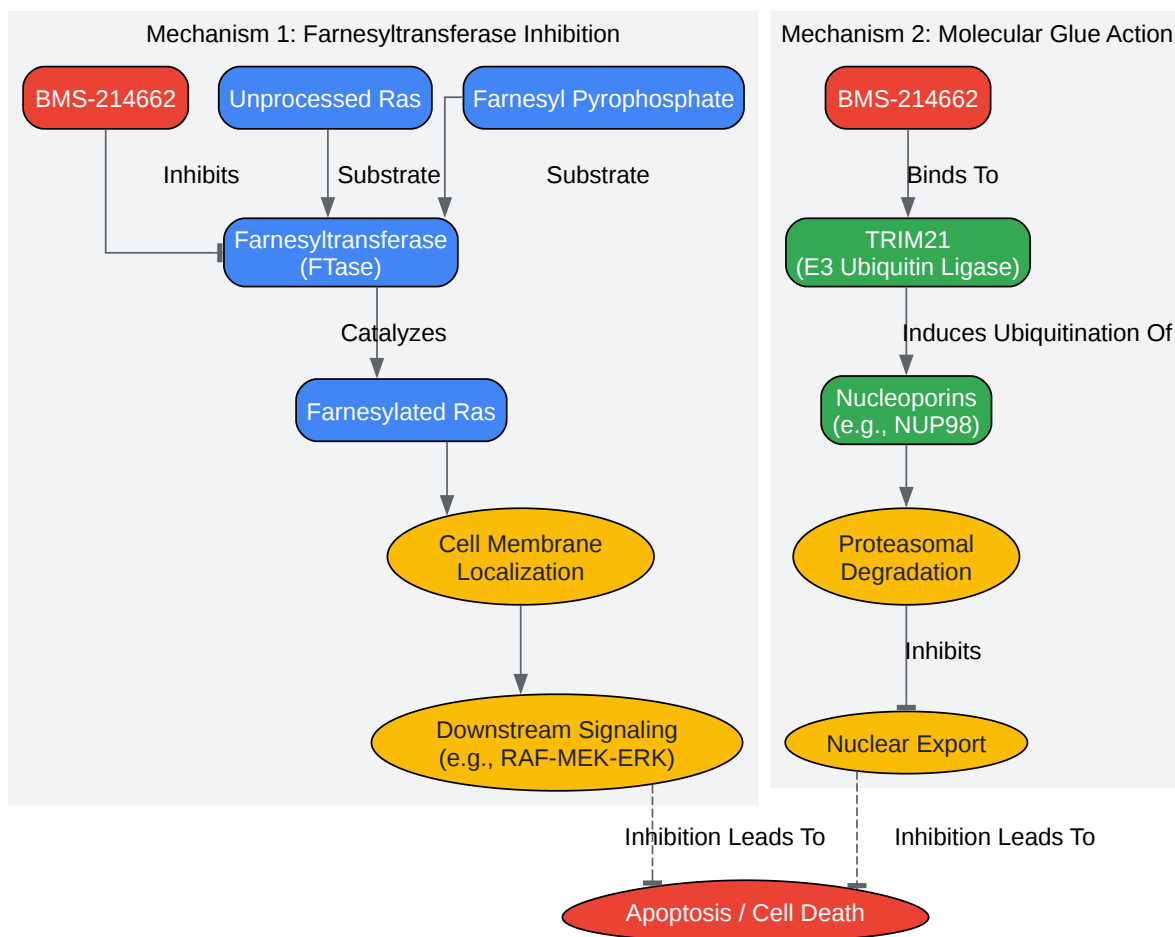 Mechanism 1: Farnesyltransferase Inhibition
BMS-214662
Unprocessed Ras
Farnesyl Pyrophosphate
Inhibits
Substrate
Substrate
Farnesyltransferase
(FTase)
Catalyzes
Farnesylated Ras
Cell Membrane
Localization
Downstream Signaling
(e.g., RAF-MEK-ERK)
Mechanism 2: Molecular Glue Action
BMS-214662
Binds To
TRIM21
(E3 Ubiquitin Ligase)
Induces Ubiquitination Of
Nucleoporins
(e.g., NUP98)
Proteasomal
Degradation
Inhibits
Nuclear Export
Inhibition Leads To
Inhibition Leads To
Apoptosis / Cell Death